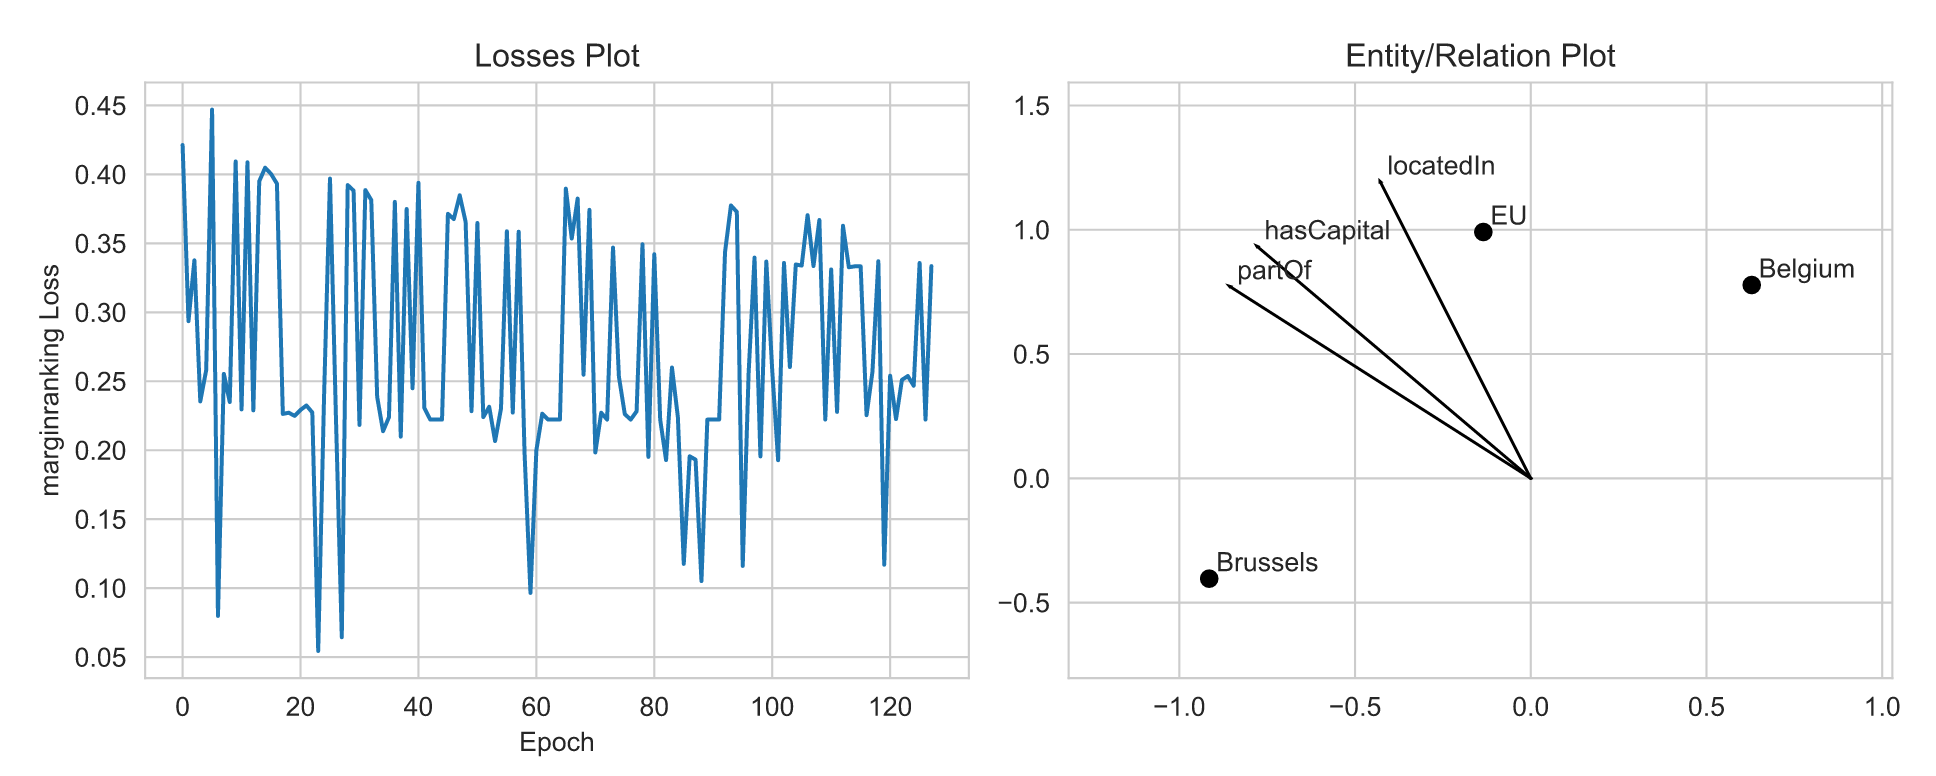 Losses Plot
marginranking Loss
0.45
0.40
0.35
0.30
0.25
0.20
0.15
0.10
0.05
0 20 40 60 80 100 120
Epoch
Entity/Relation Plot
1.5
1.0
0.5
0.0
−0.5
locatedIn
EU
hasCapital
partOf
Belgium
Brussels
−1.0 −0.5 0.0 0.5 1.0